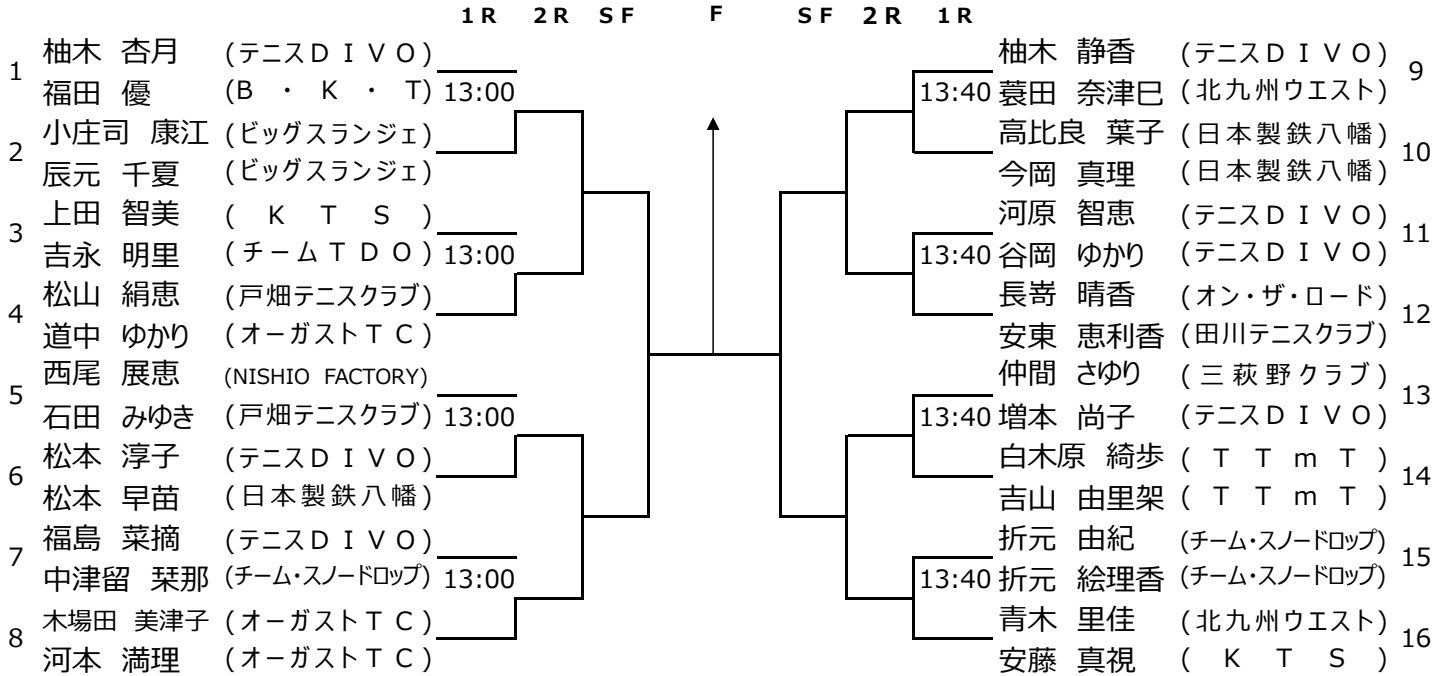 1R 2R SF F SF 2R 1R
1
柚木 杏月 (テニスDIVO)
福田 優 (B・K・T) 13:00
2
小庄司 康江 (ビッグスランジェ)
辰元 千夏 (ビッグスランジェ)
3
上田 智美 (KTS)
吉永 明里 (チームTDO) 13:00
4
松山 絹恵 (戸畑テニスクラブ)
道中 ゆかり (オーガストTC)
5
西尾 展恵 (NISHIO FACTORY)
石田 みゆき (戸畑テニスクラブ) 13:00
6
松本 淳子 (テニスDIVO)
松本 早苗 (日本製鉄八幡)
7
福島 菜摘 (テニスDIVO)
中津留 栞那 (チーム・スノードロップ) 13:00
8
木場田 美津子 (オーガストTC)
河本 満理 (オーガストTC)
柚木 静香 (テニスDIVO)
9
13:40 蓑田 奈津巳 (北九州ウエスト)
高比良 葉子 (日本製鉄八幡)
10
今岡 真理 (日本製鉄八幡)
河原 智恵 (テニスDIVO)
11
13:40 谷岡 ゆかり (テニスDIVO)
長嵜 晴香 (オン・ザ・ロード)
12
安東 恵利香 (田川テニスクラブ)
仲間 さゆり (三萩野クラブ)
13
13:40 増本 尚子 (テニスDIVO)
白木原 綺歩 (TTmT)
14
吉山 由里架 (TTmT)
折元 由紀 (チーム・スノードロップ)
15
13:40 折元 絵理香 (チーム・スノードロップ)
青木 里佳 (北九州ウエスト)
16
安藤 真視 (KTS)